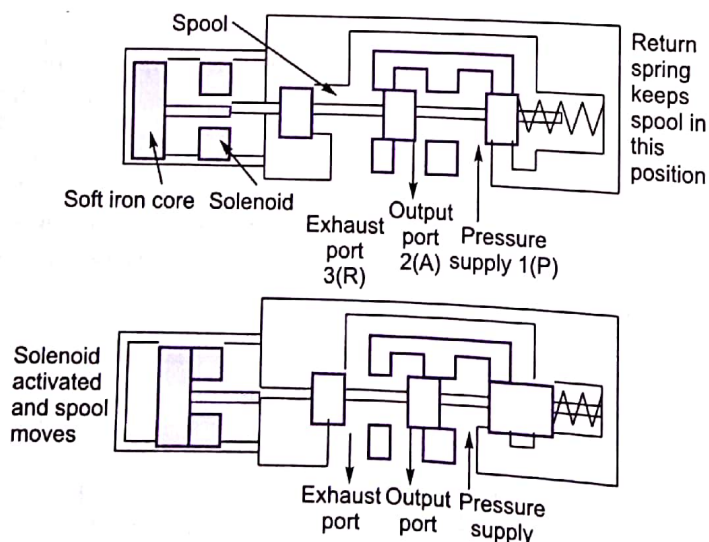 Spool
Return
spring
keeps
spool in
this
position
Soft iron core
Solenoid
Exhaust
port
3(R)
Output
port
2(A)
Pressure
supply 1(P)
Solenoid
activated
and spool
moves
Exhaust
port
Output
port
Pressure
supply